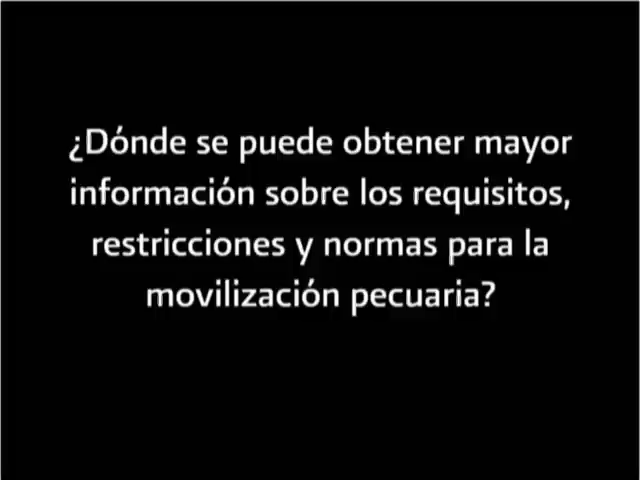 ¿Dónde se puede obtener mayor
información sobre los requisitos,
restricciones y normas para la
movilización pecuaria?